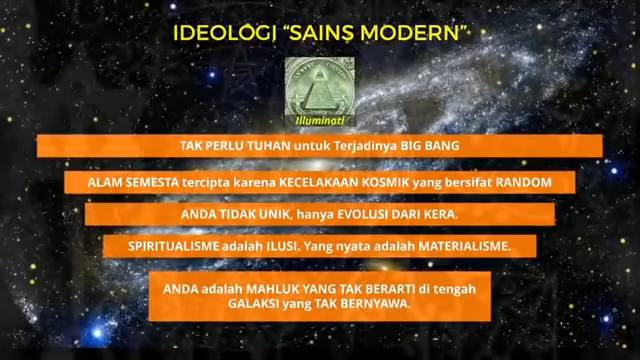 IDEOLOGI “SAINS MODERN”
Illuminati
TAK PERLU TUHAN untuk Terjadinya BIG BANG
ALAM SEMESTA tercipta karena KECELAKAAN KOSMIK yang bersifat RANDOM
ANDA TIDAK UNIK, hanya EVOLUSI DARI KERA.
SPIRITUALISME adalah ILUSI. Yang nyata adalah MATERIALISME.
ANDA adalah MAHLUK YANG TAK BERARTI di tengah
GALAKSI yang TAK BERNYAWA.